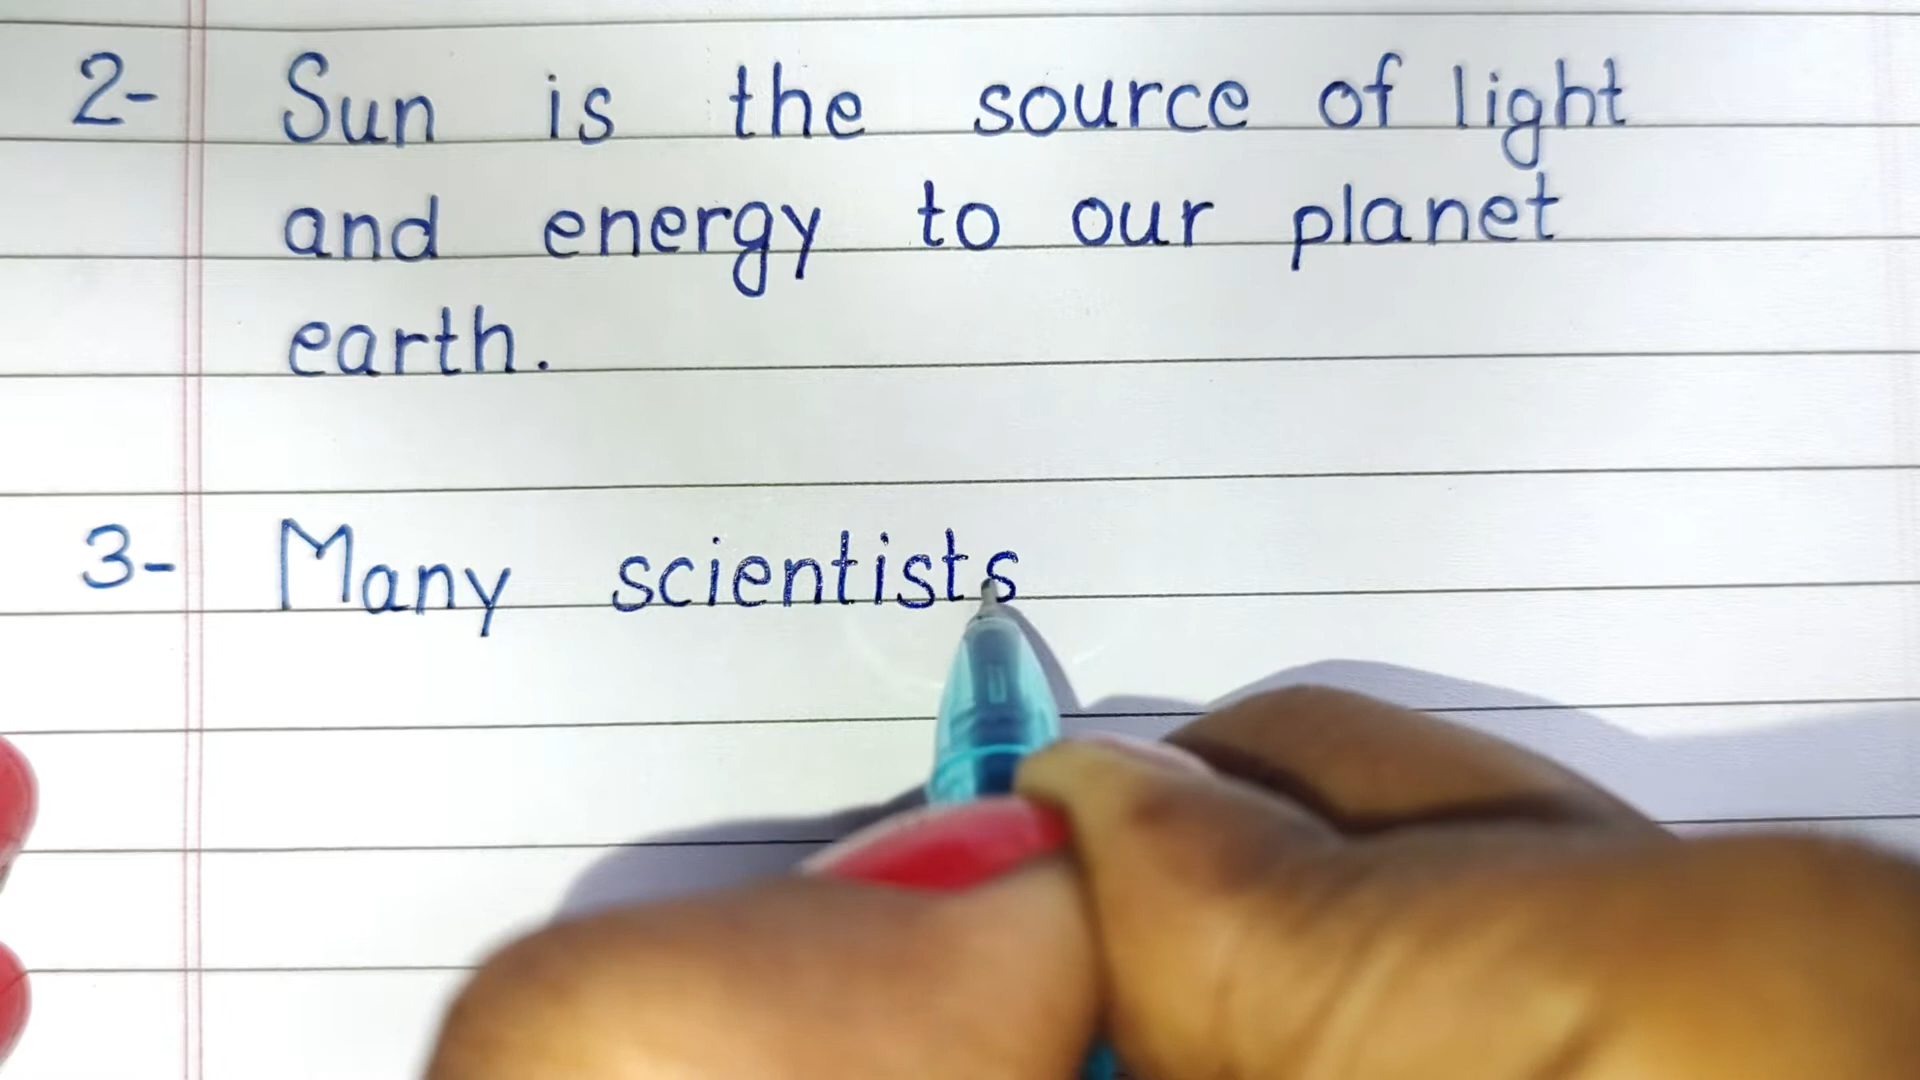 2- Sun is the source of light
and energy to our planet
earth.
3- Many scientists